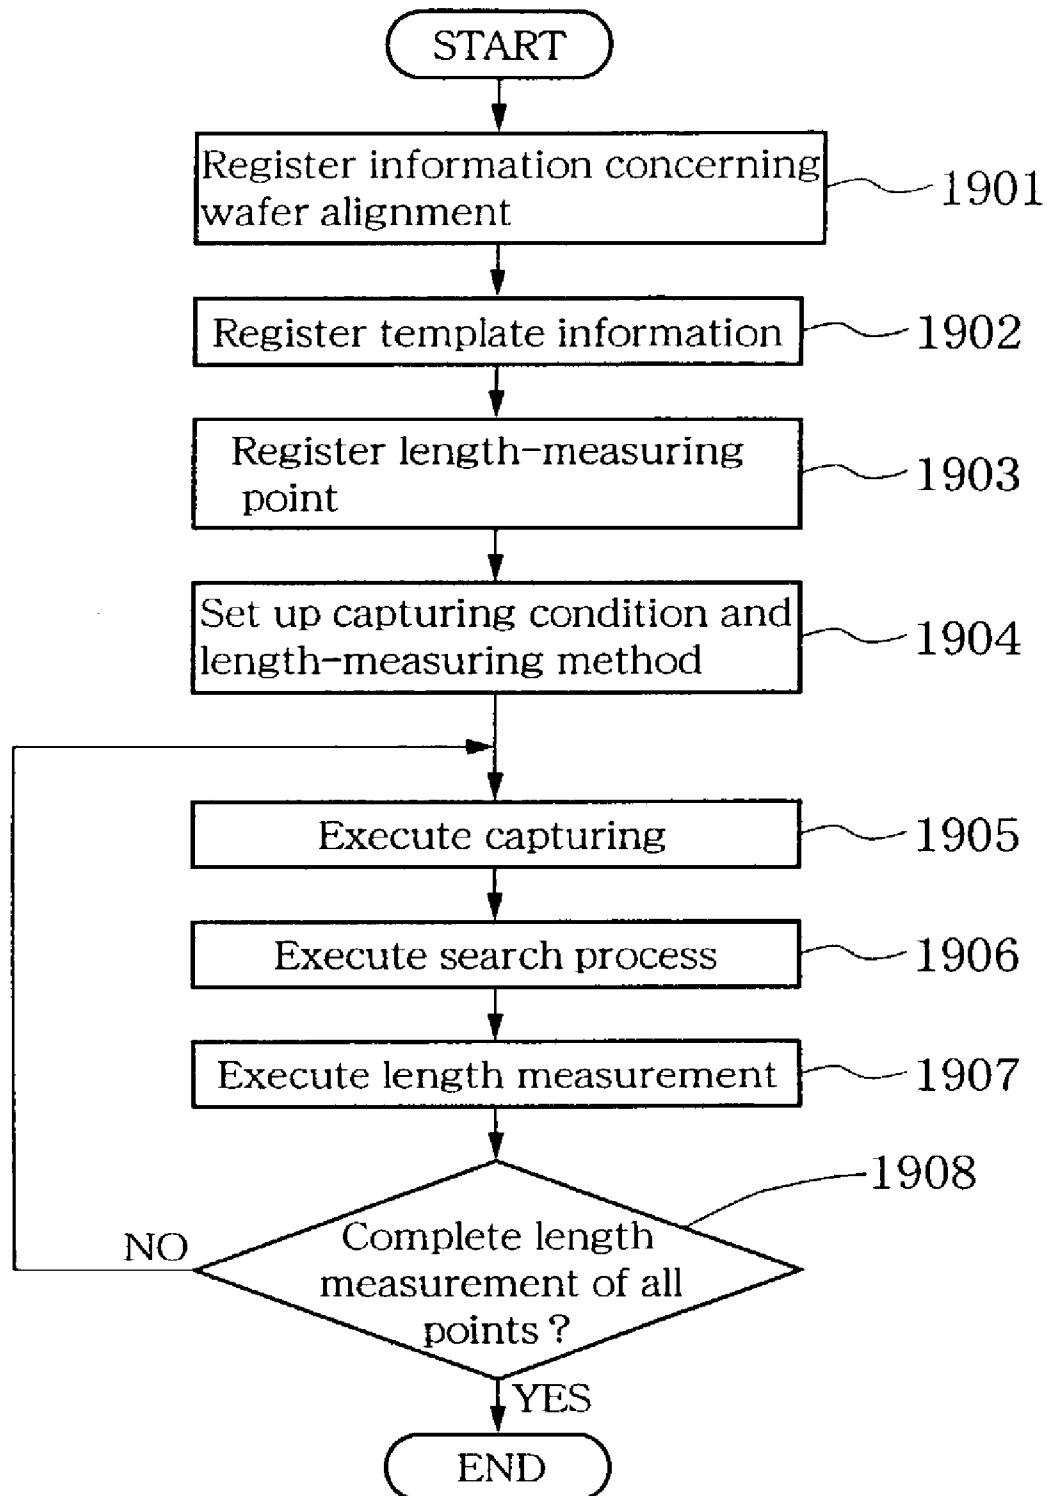 START
Register information concerning
wafer alignment
1901
Register template information
1902
Register length-measuring
point
1903
Set up capturing condition and
length-measuring method
1904
Execute capturing
1905
Execute search process
1906
Execute length measurement
1907
1908
Complete length
measurement of all
points?
NO
YES
END